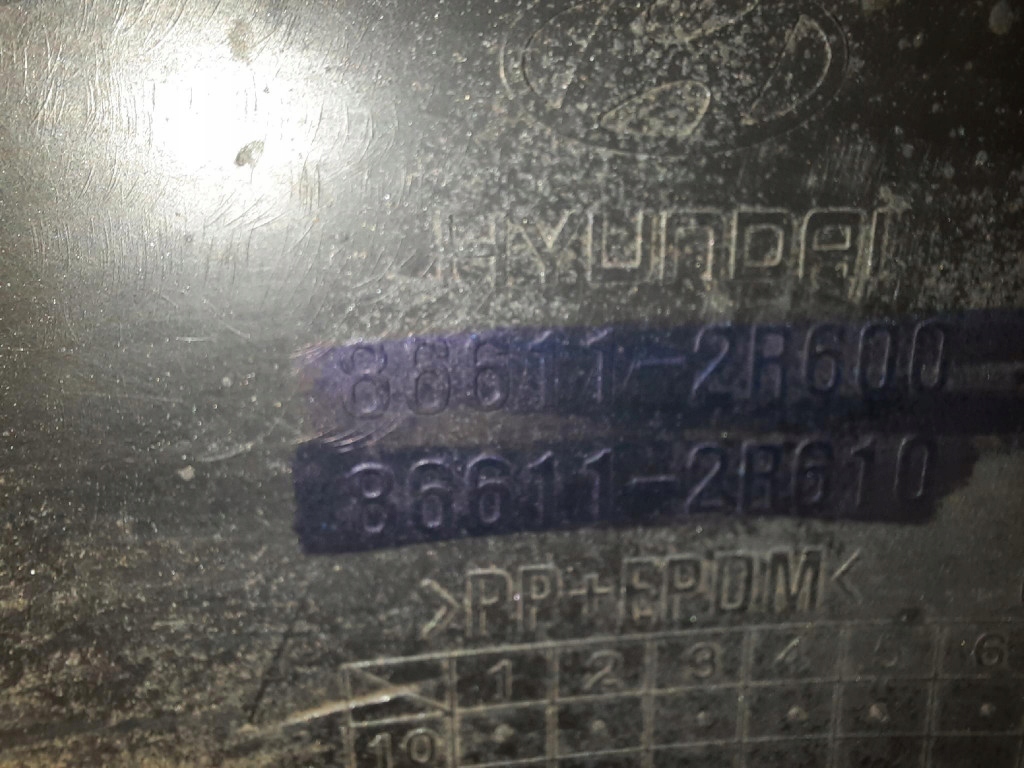 HYUNDAI
86611-2R600
86611-2R610
>PP+EPDM<
1 2 3 4 5 6
10